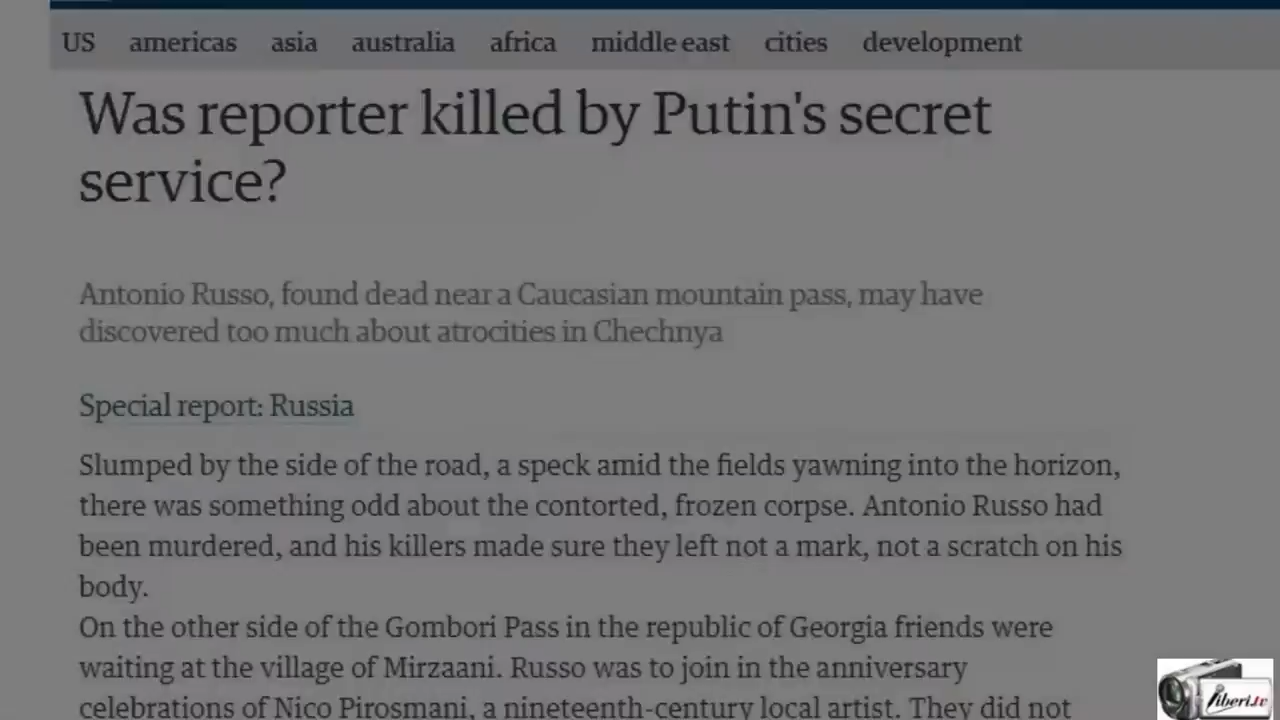 US americas asia australia africa middle east cities development
Was reporter killed by Putin's secret
service?
Antonio Russo, found dead near a Caucasian mountain pass, may have
discovered too much about atrocities in Chechnya
Special report: Russia
Slumped by the side of the road, a speck amid the fields yawning into the horizon,
there was something odd about the contorted, frozen corpse. Antonio Russo had
been murdered, and his killers made sure they left not a mark, not a scratch on his
body.
On the other side of the Gombori Pass in the republic of Georgia friends were
waiting at the village of Mirzaani. Russo was to join in the anniversary
celebrations of Nico Pirosmani, a nineteenth-century local artist. They did not
liberi.tv